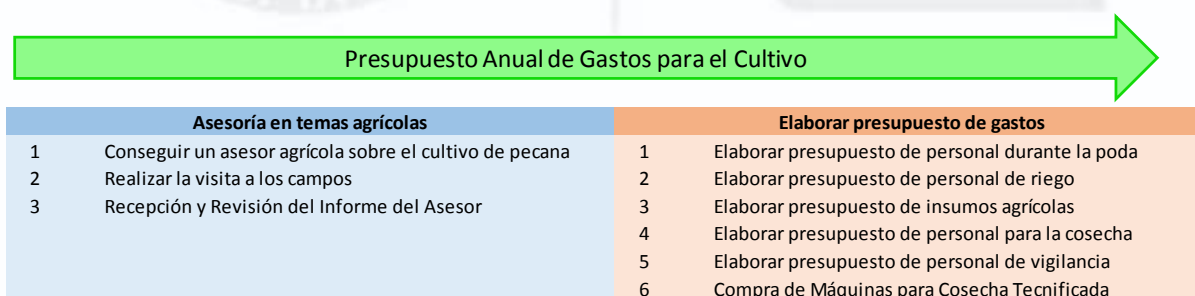 Presupuesto Anual de Gastos para el Cultivo
Asesoría en temas agrícolas
1 Conseguir un asesor agrícola sobre el cultivo de pecana
2 Realizar la visita a los campos
3 Recepción y Revisión del Informe del Asesor
Elaborar presupuesto de gastos
1 Elaborar presupuesto de personal durante la poda
2 Elaborar presupuesto de personal de riego
3 Elaborar presupuesto de insumos agrícolas
4 Elaborar presupuesto de personal para la cosecha
5 Elaborar presupuesto de personal de vigilancia
6 Compra de Máquinas para Cosecha Tecnificada